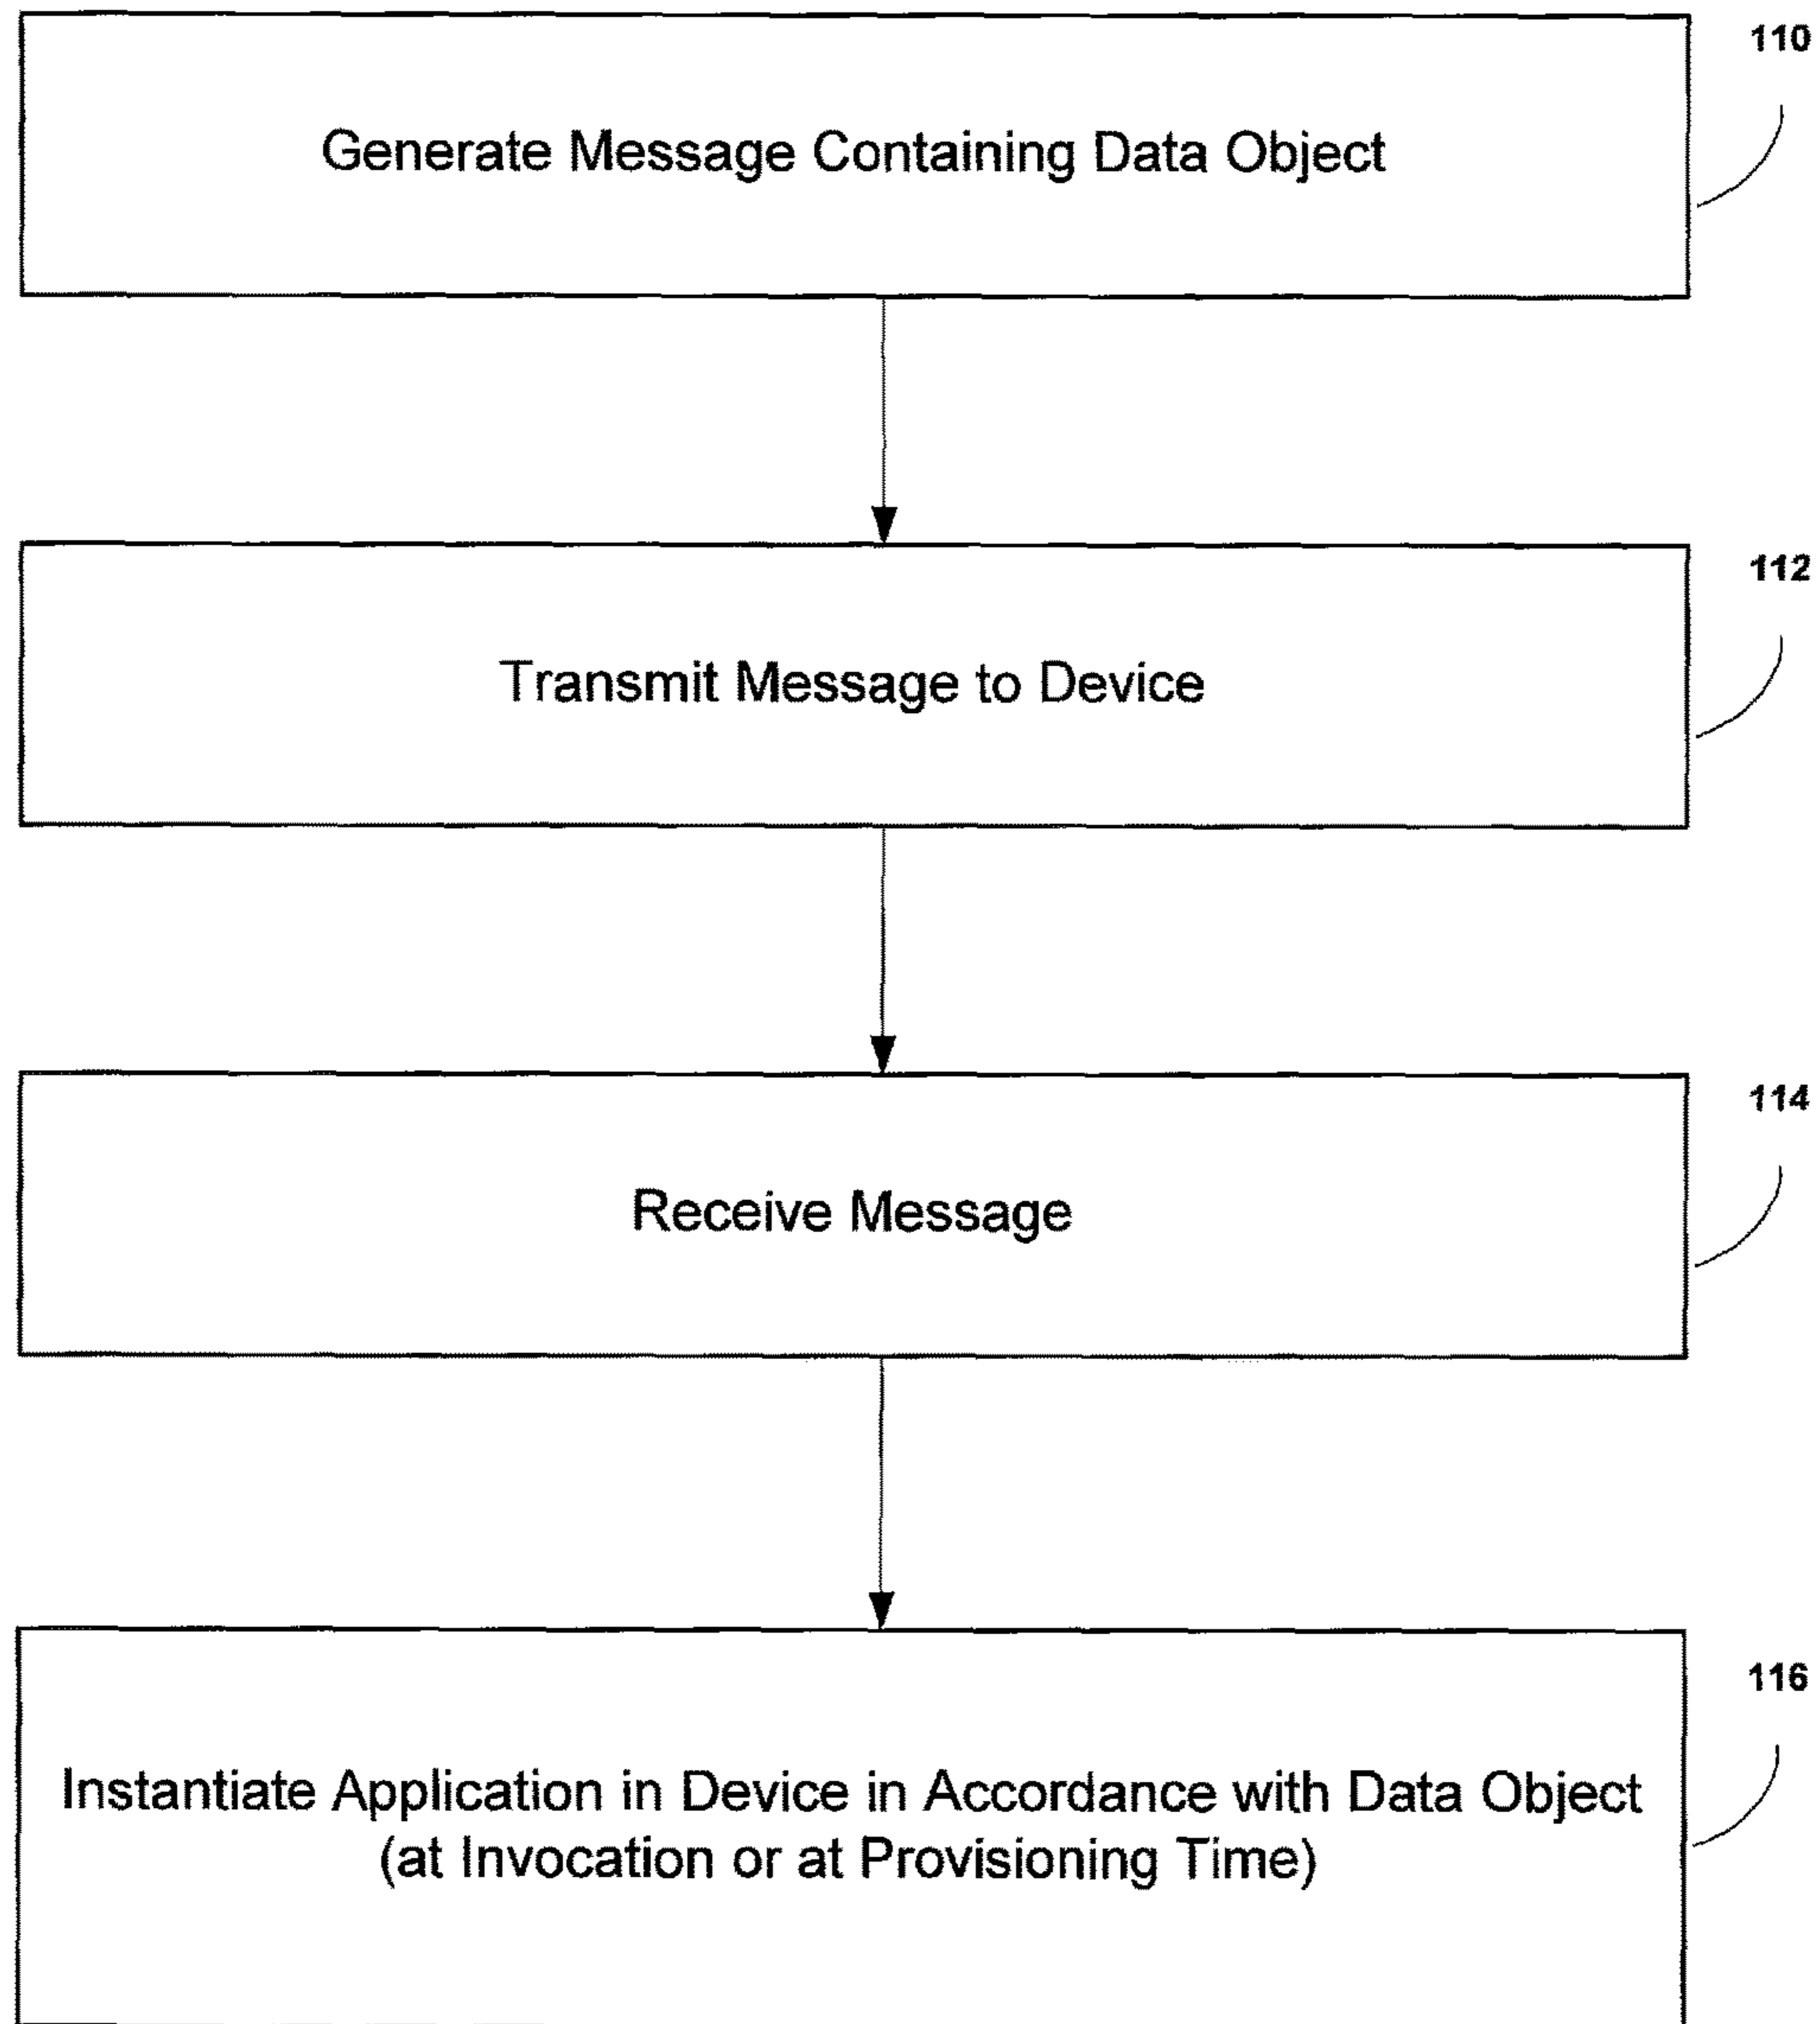 110
Generate Message Containing Data Object
112
Transmit Message to Device
114
Receive Message
116
Instantiate Application in Device in Accordance with Data Object
(at Invocation or at Provisioning Time)